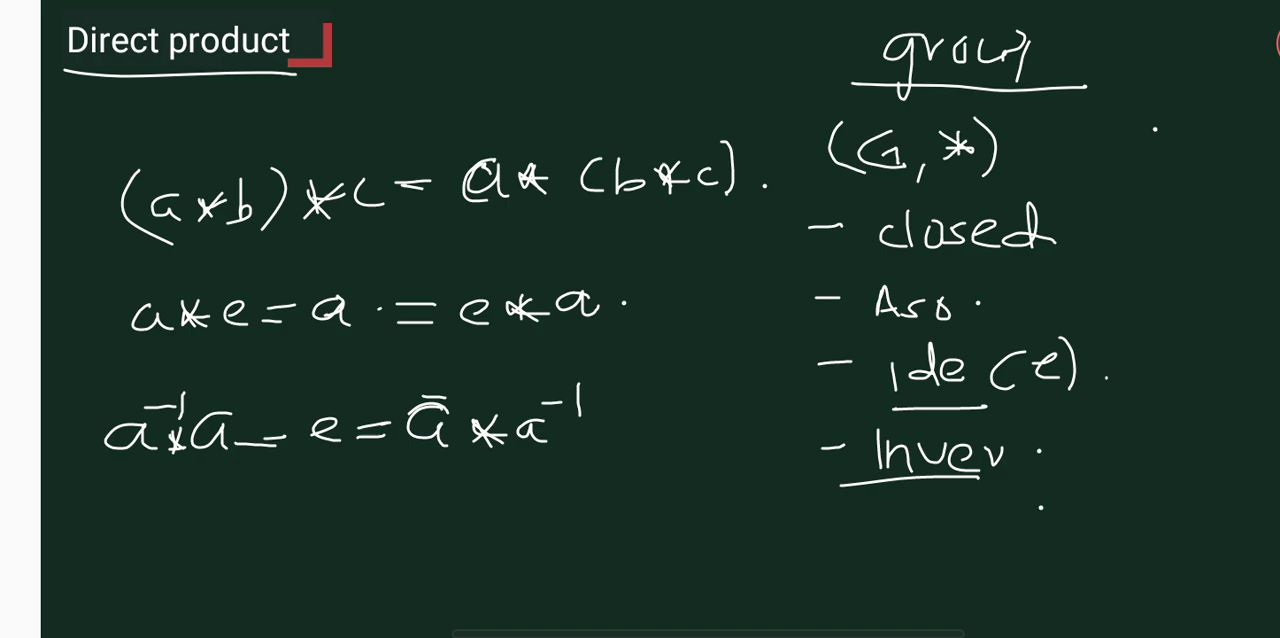 Direct product
(a*b)*c = a*(b*c).
a*e = a . = e*a.
a⁻¹*a = e = a*a⁻¹
group
(G,*)
- closed
- Aso.
- ide (e).
- Inver.